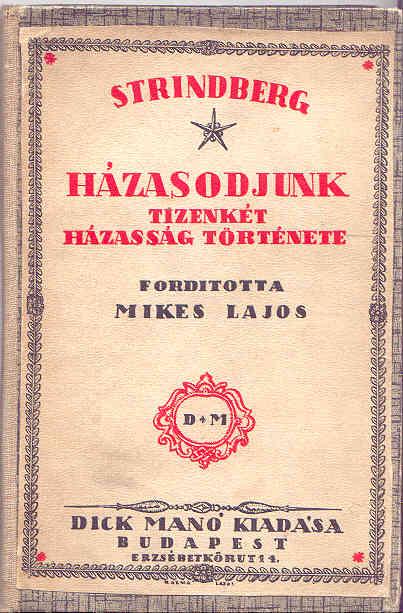 STRINDBERG
HÁZASODJUNK
TIZENKÉT
HÁZASSÁG TÖRTÉNETE
FORDITOTTA
MIKES LAJOS
D M
DICK MANÓ KIADÁSA
BUDAPEST
ERZSÉBETKÖRUT 14.